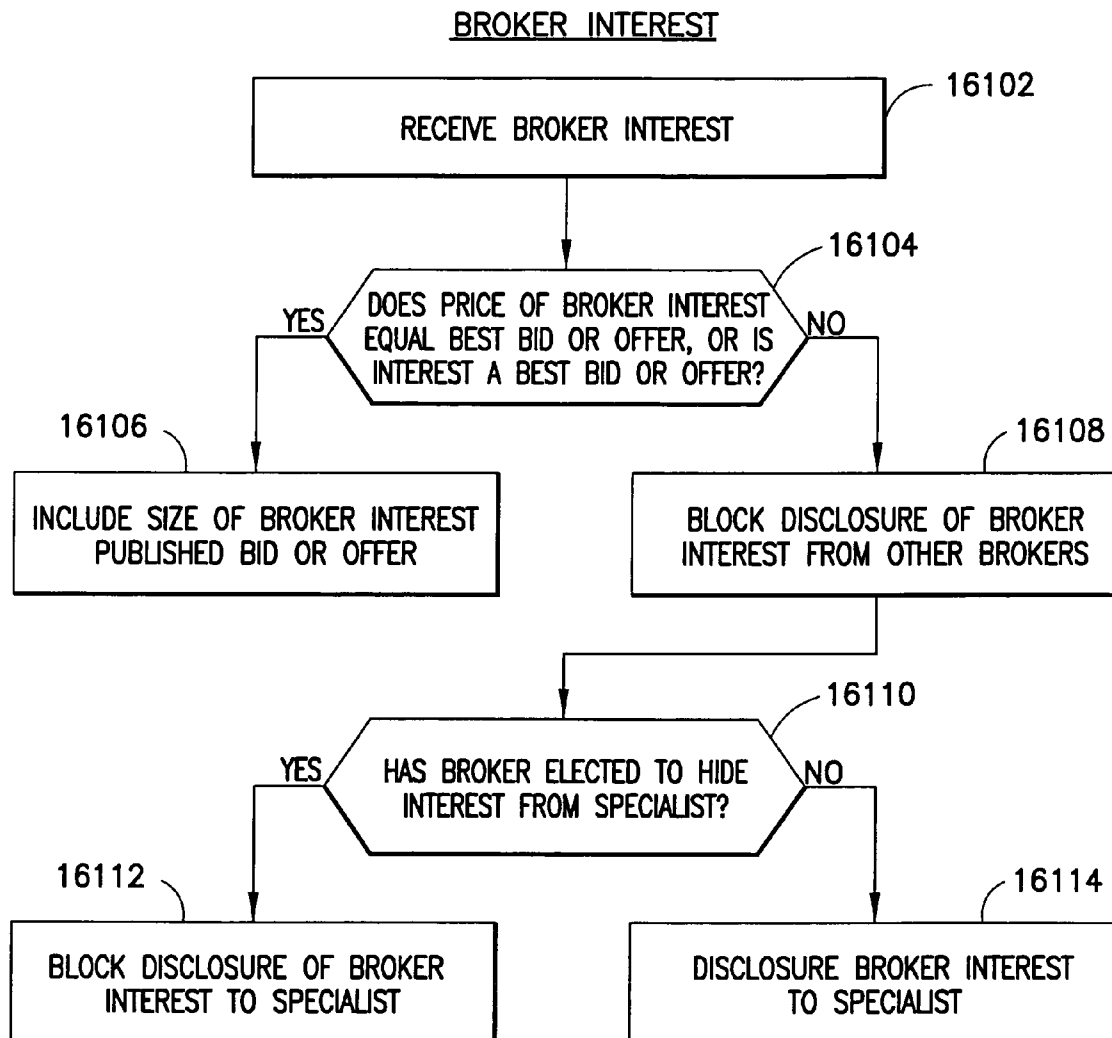 BROKER INTEREST
16102
RECEIVE BROKER INTEREST
16104
DOES PRICE OF BROKER INTEREST
EQUAL BEST BID OR OFFER, OR IS
INTEREST A BEST BID OR OFFER?
YES
NO
16106
INCLUDE SIZE OF BROKER INTEREST
PUBLISHED BID OR OFFER
16108
BLOCK DISCLOSURE OF BROKER
INTEREST FROM OTHER BROKERS
16110
HAS BROKER ELECTED TO HIDE
INTEREST FROM SPECIALIST?
YES
NO
16112
BLOCK DISCLOSURE OF BROKER
INTEREST TO SPECIALIST
16114
DISCLOSURE BROKER INTEREST
TO SPECIALIST